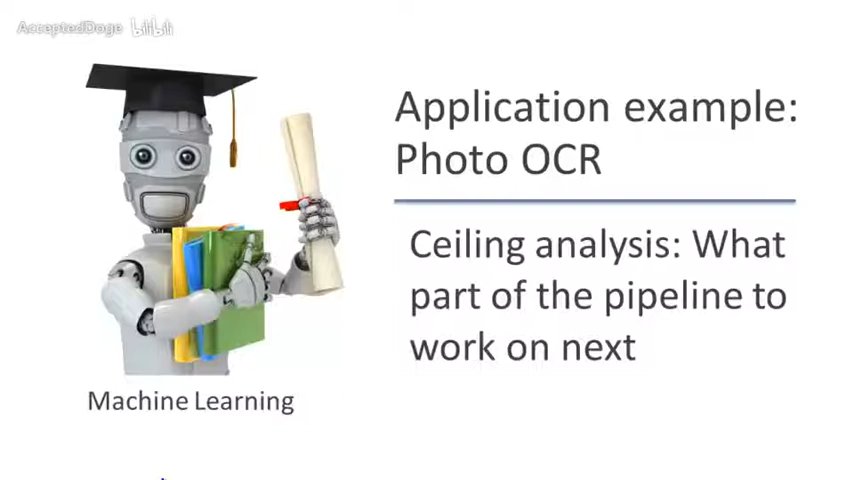 AcceptedDoge bilibili
Application example:
Photo OCR
Ceiling analysis: What
part of the pipeline to
work on next
Machine Learning